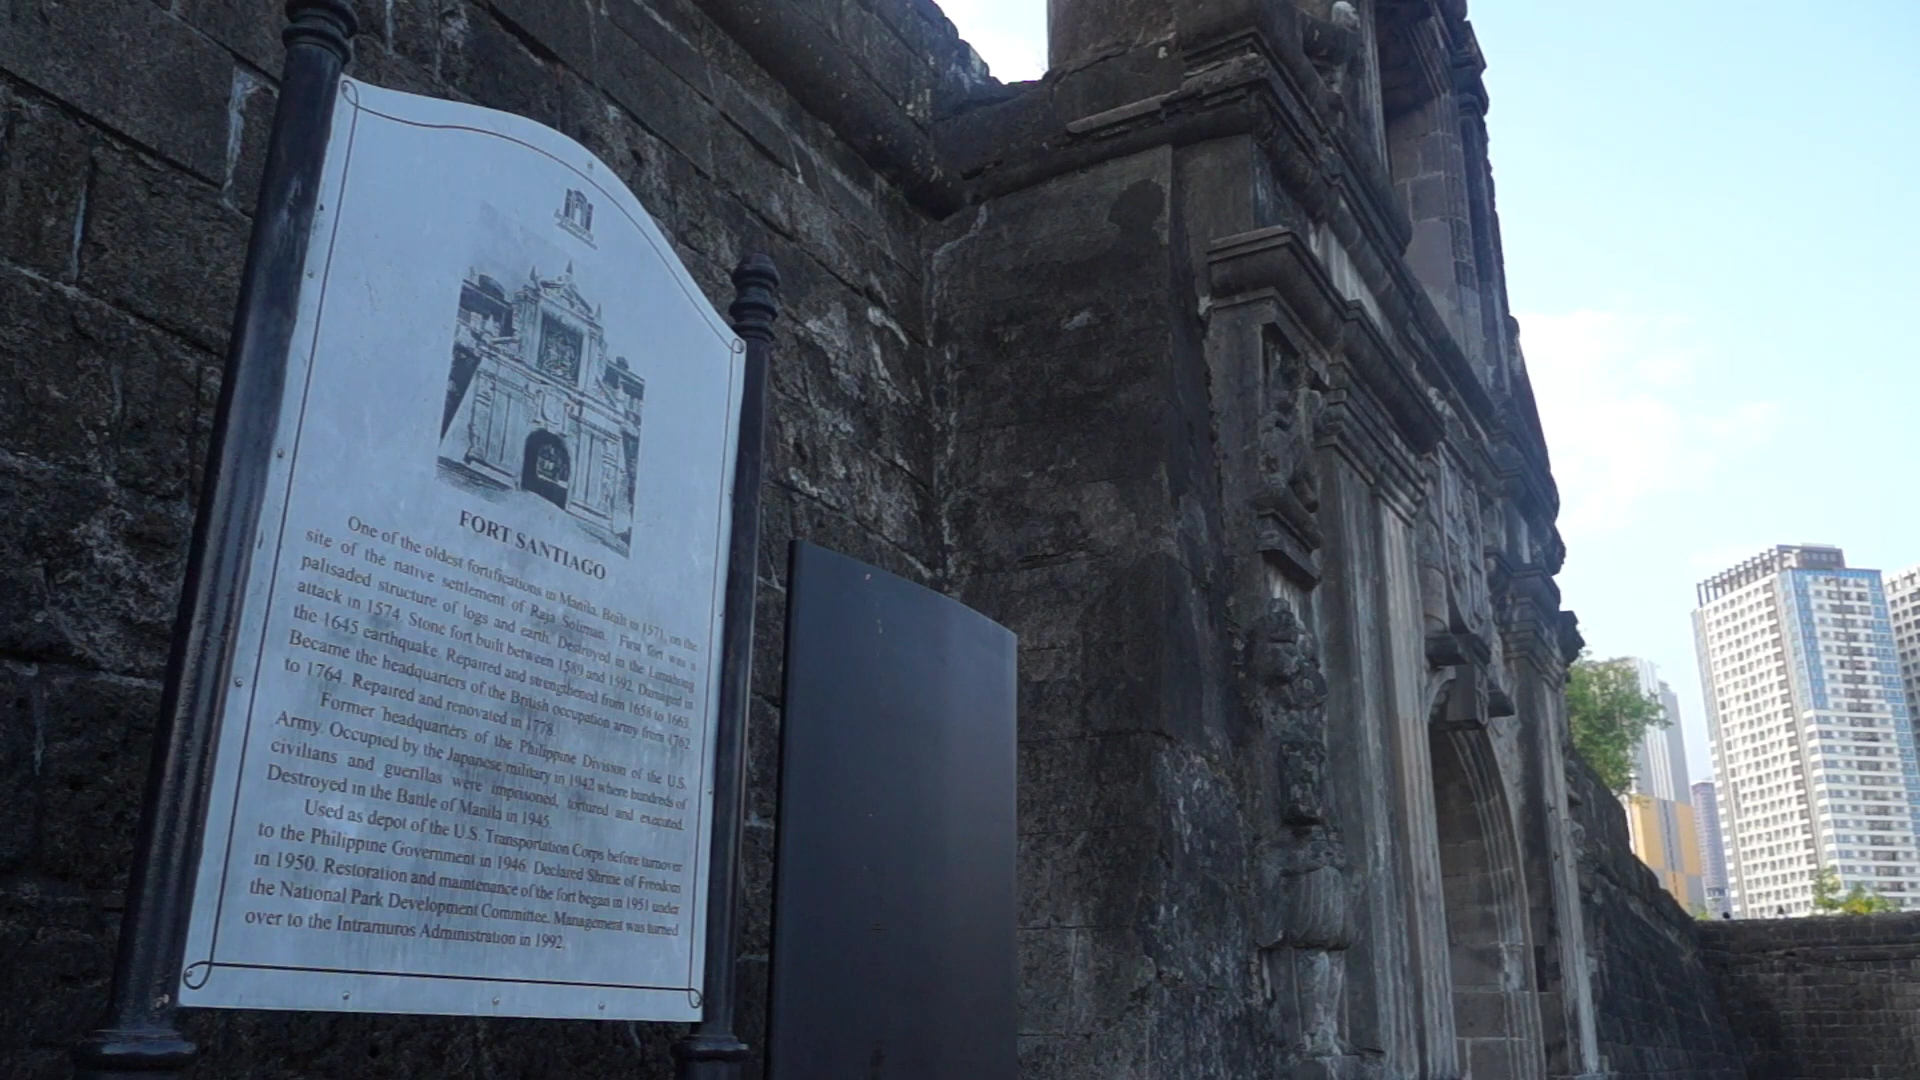 FORT SANTIAGO
One of the oldest fortifications in Manila. Built in 1571, on the
site of the native settlement of Raja Soliman. First fort was a
palisaded structure of logs and earth. Destroyed in the Limahong
attack in 1574. Stone fort built between 1589 and 1592. Damaged in
the 1645 earthquake. Repaired and strengthened from 1658 to 1663.
Became the headquarters of the British occupation army from 1762
to 1764. Repaired and renovated in 1778.
Former headquarters of the Philippine Division of the U.S.
Army. Occupied by the Japanese military in 1942 where hundreds of
civilians and guerillas were imprisoned, tortured and executed.
Destroyed in the Battle of Manila in 1945.
Used as depot of the U.S. Transportation Corps before turnover
to the Philippine Government in 1946. Declared Shrine of Freedom
in 1950. Restoration and maintenance of the fort began in 1951 under
the National Park Development Committee. Management was turned
over to the Intramuros Administration in 1992.